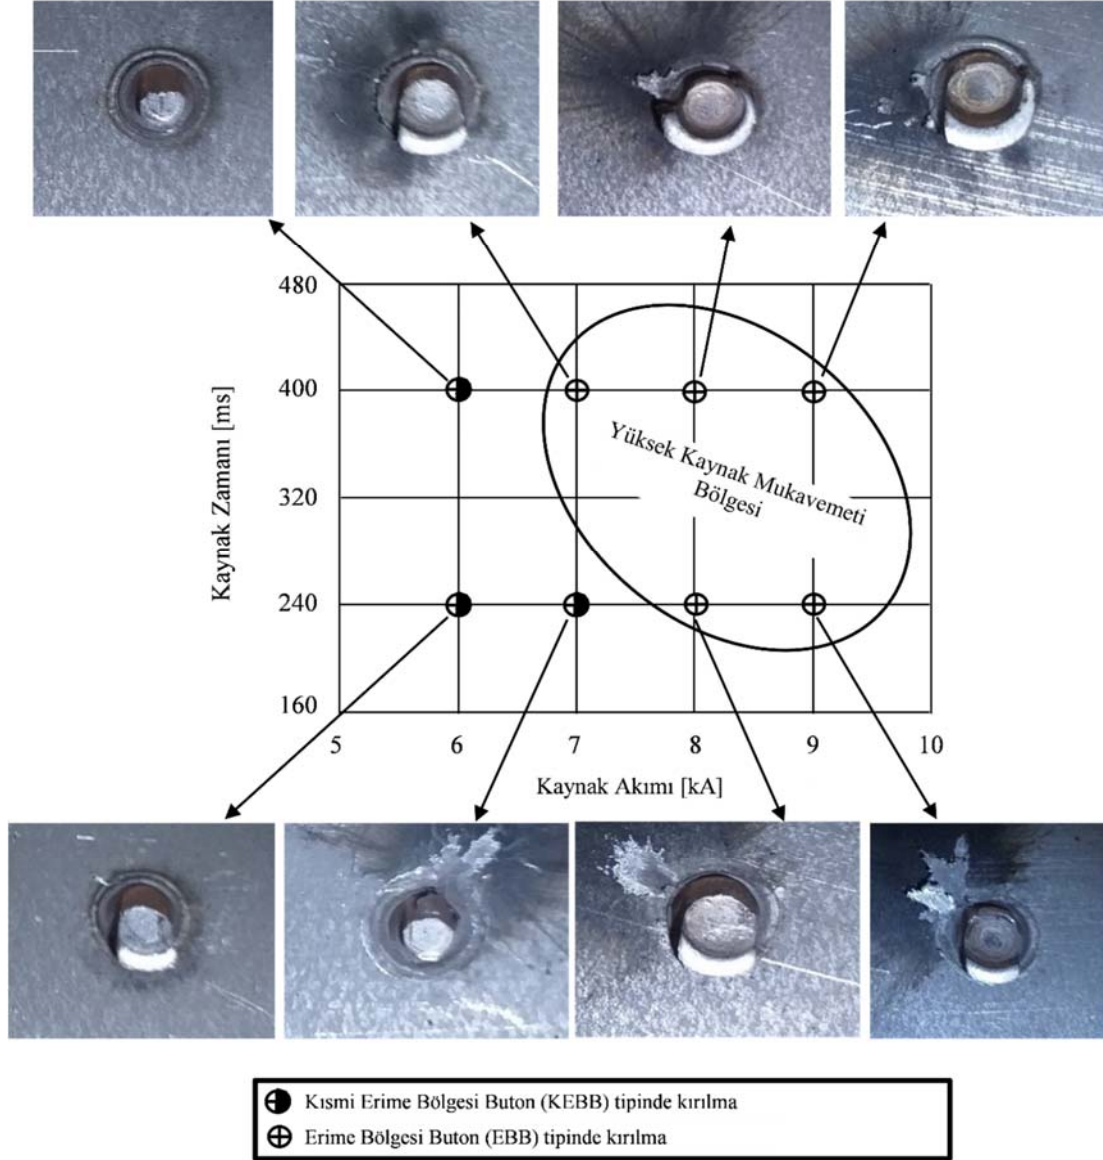 480
400
320
240
160
Kaynak Zamanı [ms]
Yüksek Kaynak Mukavemeti
Bölgesi
5 6 7 8 9 10
Kaynak Akımı [kA]
Kısmi Erime Bölgesi Buton (KEBB) tipinde kırılma
Erime Bölgesi Buton (EBB) tipinde kırılma